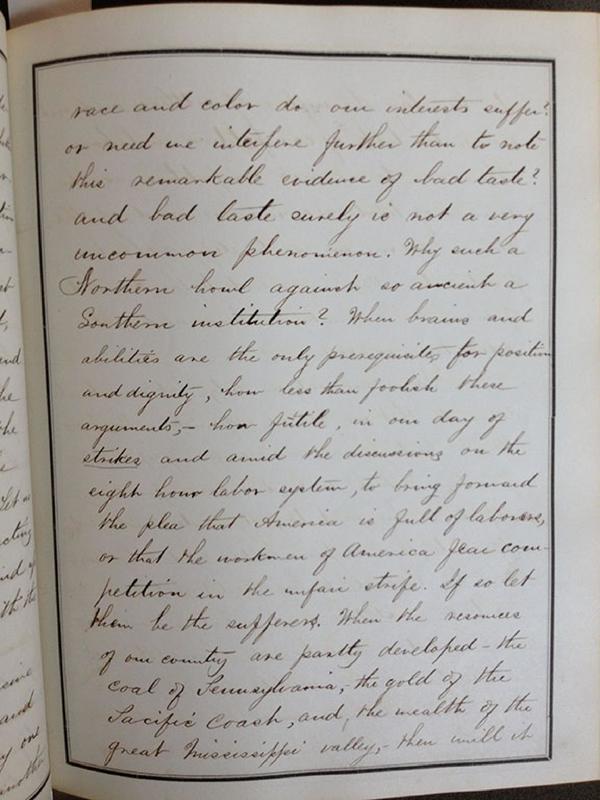 race and color do our interests suffer?
or need we interfere further than to note
this remarkable evidence of bad taste?
and bad taste surely is not a very
uncommon phenomenon. Why such a
Northern howl against so ancient a
Southern institution? When brains and
abilities are the only prerequisites for position
and dignity, how less than foolish these
arguments,- how futile, in our day of
strikes and amid the discussions on the
eight hour labor system, to bring forward
the plea that America is full of laborers,
or that the workmen of America fear com-
petition in the unfair strife. If so let
them be the sufferers. When the resources
of our country are partly developed - the
coal of Pennsylvania,- the gold of the
Pacific Coast, and, the wealth of the
great Mississippi valley,- then will it